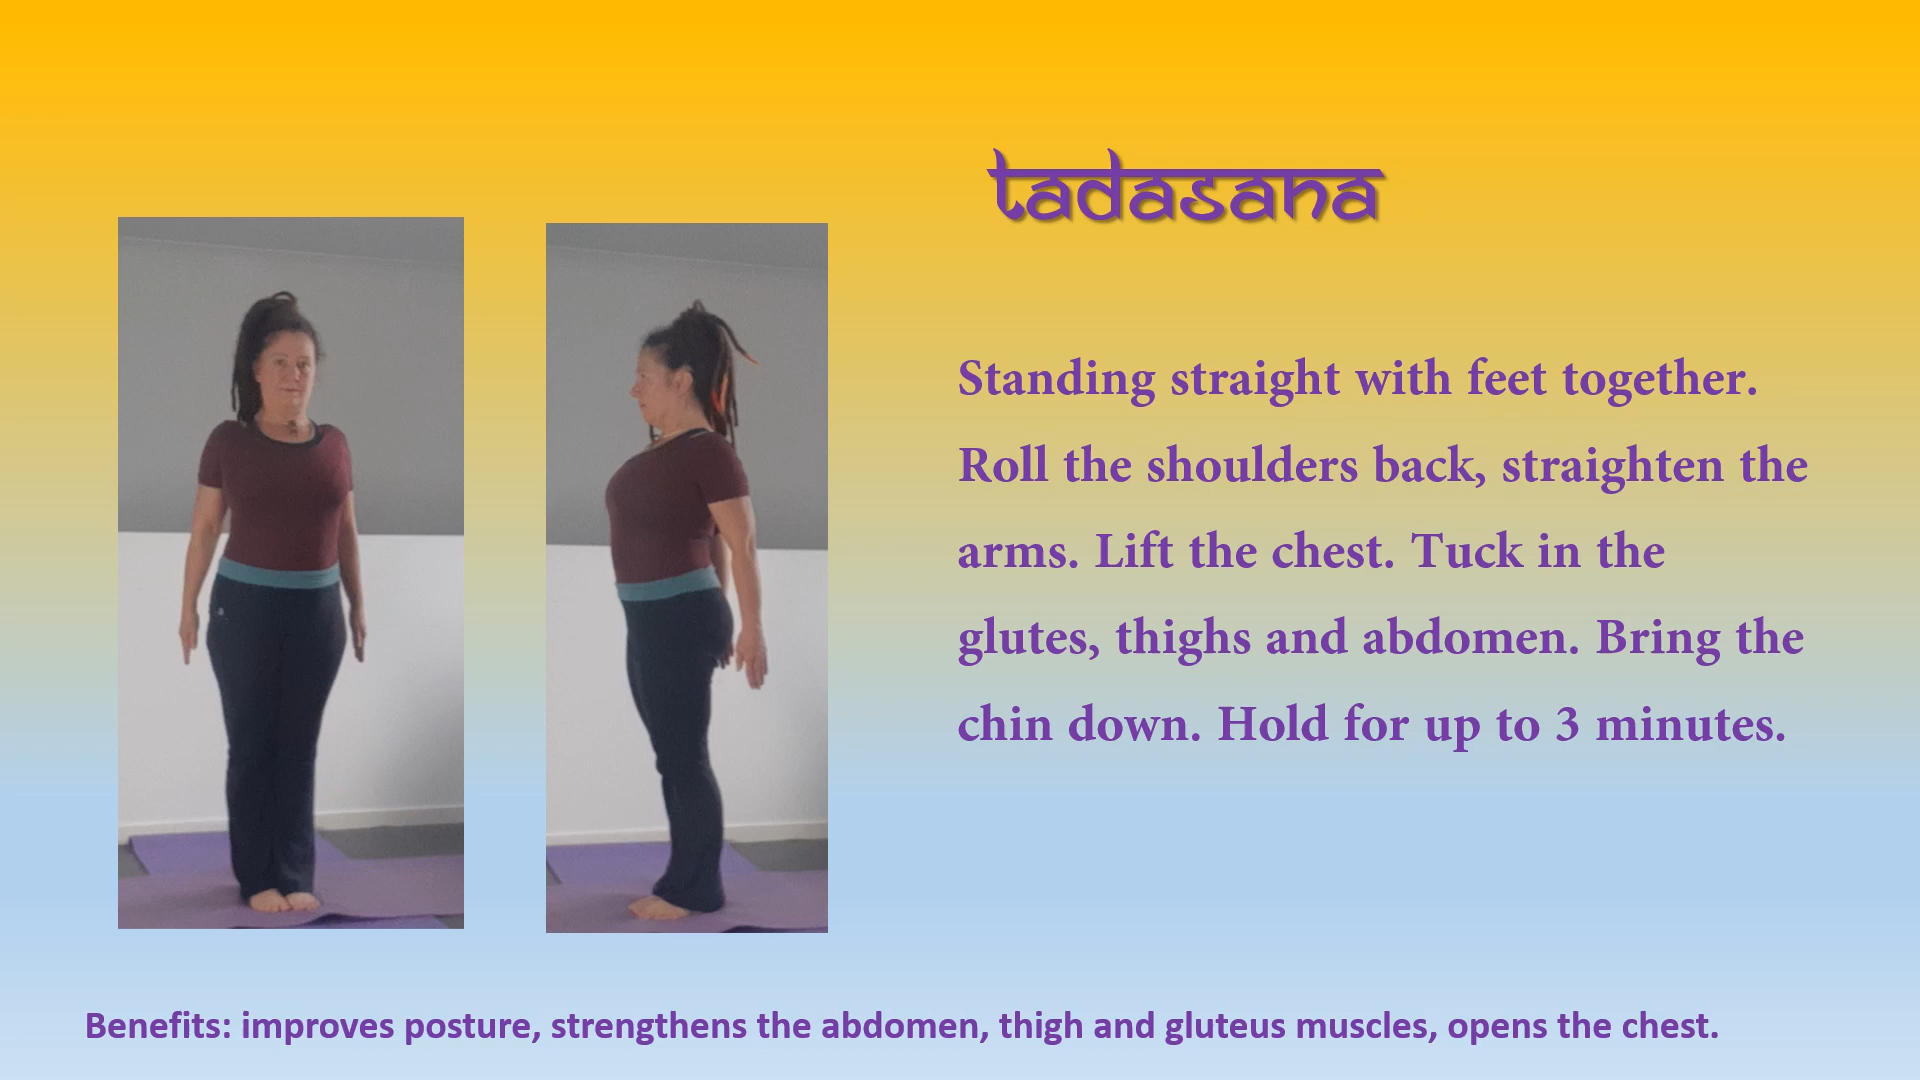 tadasana
Standing straight with feet together.
Roll the shoulders back, straighten the
arms. Lift the chest. Tuck in the
glutes, thighs and abdomen. Bring the
chin down. Hold for up to 3 minutes.
Benefits: improves posture, strengthens the abdomen, thigh and gluteus muscles, opens the chest.